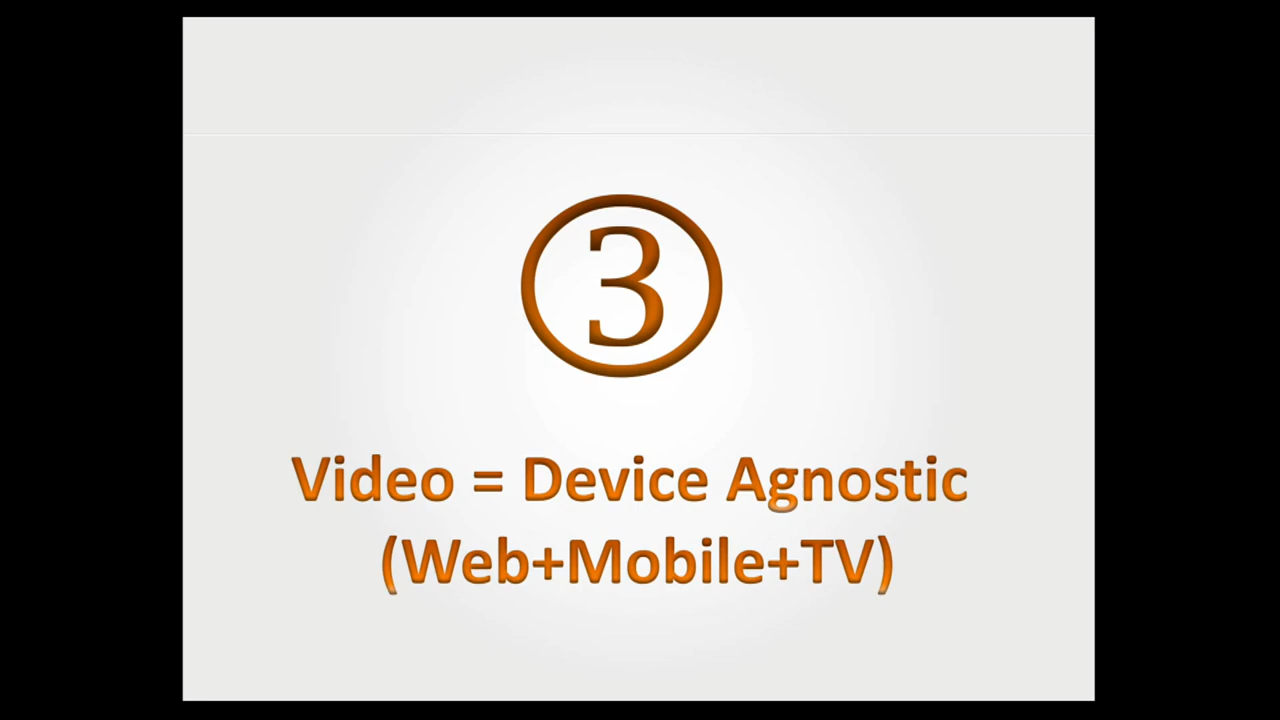 ③
Video = Device Agnostic
(Web+Mobile+TV)